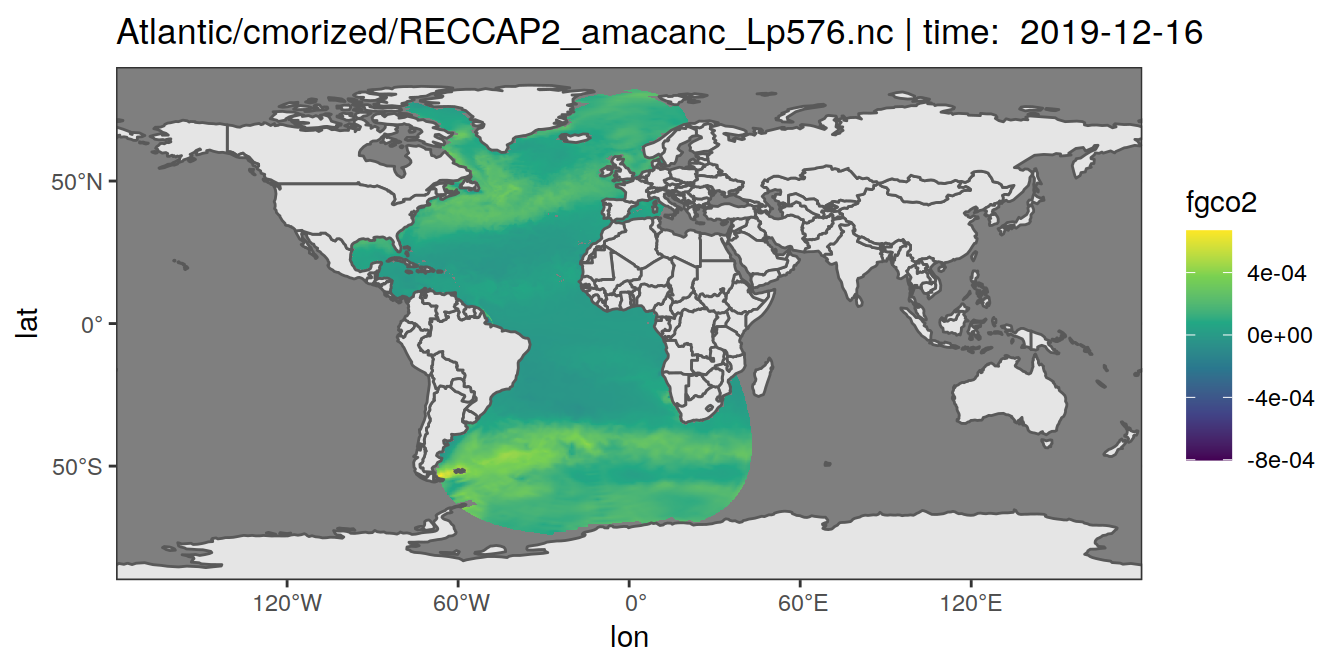 Atlantic/cmorized/RECCAP2_amacanc_Lp576.nc | time:  2019-12-16
lat
50°N
0°
50°S
120°W 60°W 0° 60°E 120°E
lon
fgco2
4e-04
0e+00
-4e-04
-8e-04